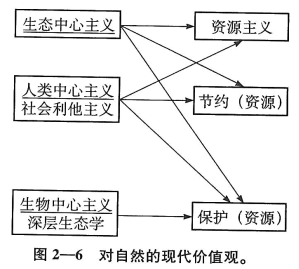 生态中心主义
资源主义
人类中心主义
社会利他主义
节约（资源）
生物中心主义
深层生态学
保护（资源）
图2—6 对自然的现代价值观。